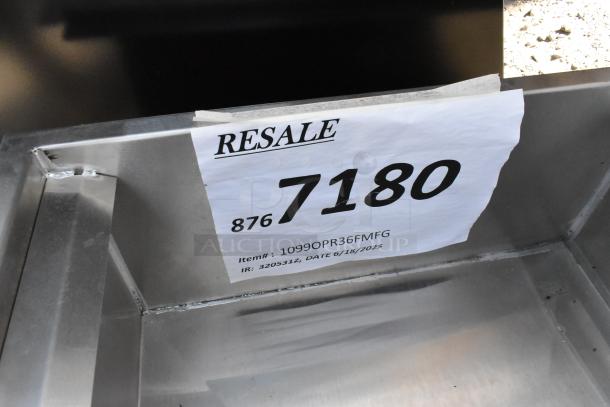 RESALE
876 7180
Item#: 1099OPR36FMFG
IR: 3205312, DATE 6/18/2025